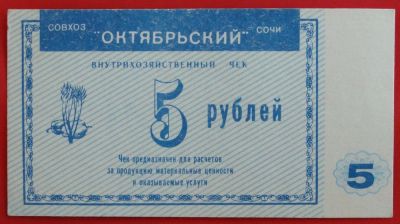 СОВХОЗ "ОКТЯБРЬСКИЙ" СОЧИ
ВНУТРИХОЗЯЙСТВЕННЫЙ ЧЕК
5 рублей
Чек предназначен для расчетов
за продукцию материальные ценности
и оказываемые услуги
5